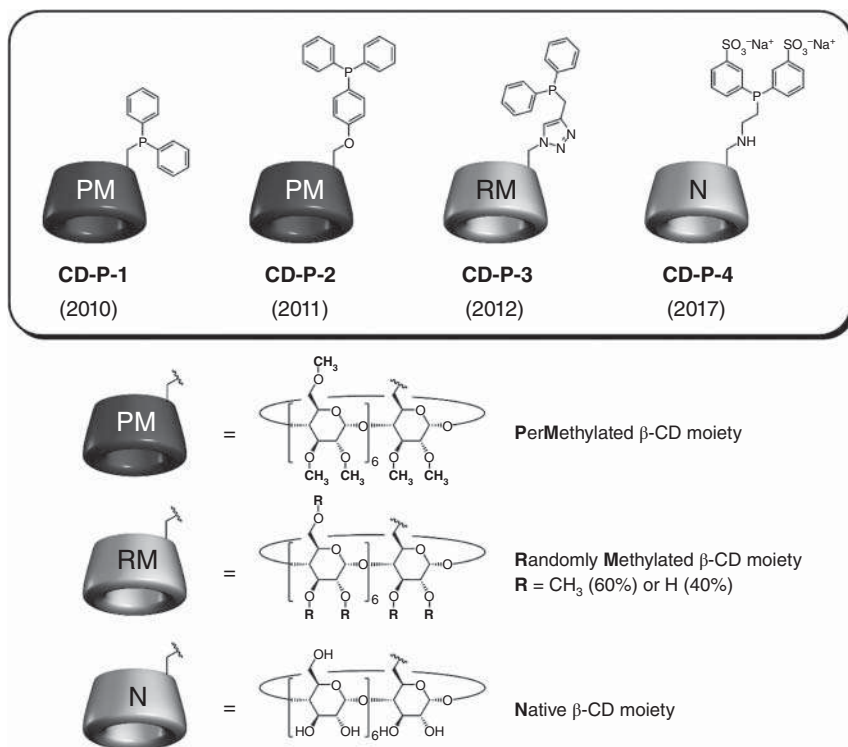 SO₃⁻Na⁺ SO₃⁻Na⁺
P
P
P
P
O
N N N
NH
PM PM RM N
CD-P-1 CD-P-2 CD-P-3 CD-P-4
(2010) (2011) (2012) (2017)
CH₃
O
O O O O
PM = O O O O PerMethylated β-CD moiety
6
CH₃ CH₃ CH₃ CH₃
R
O
O O O O
RM = O O O O Randomly Methylated β-CD moiety
6 R = CH₃ (60%) or H (40%)
R R R R
OH
O O O O
N = Native β-CD moiety
HO OH 6 HO OH